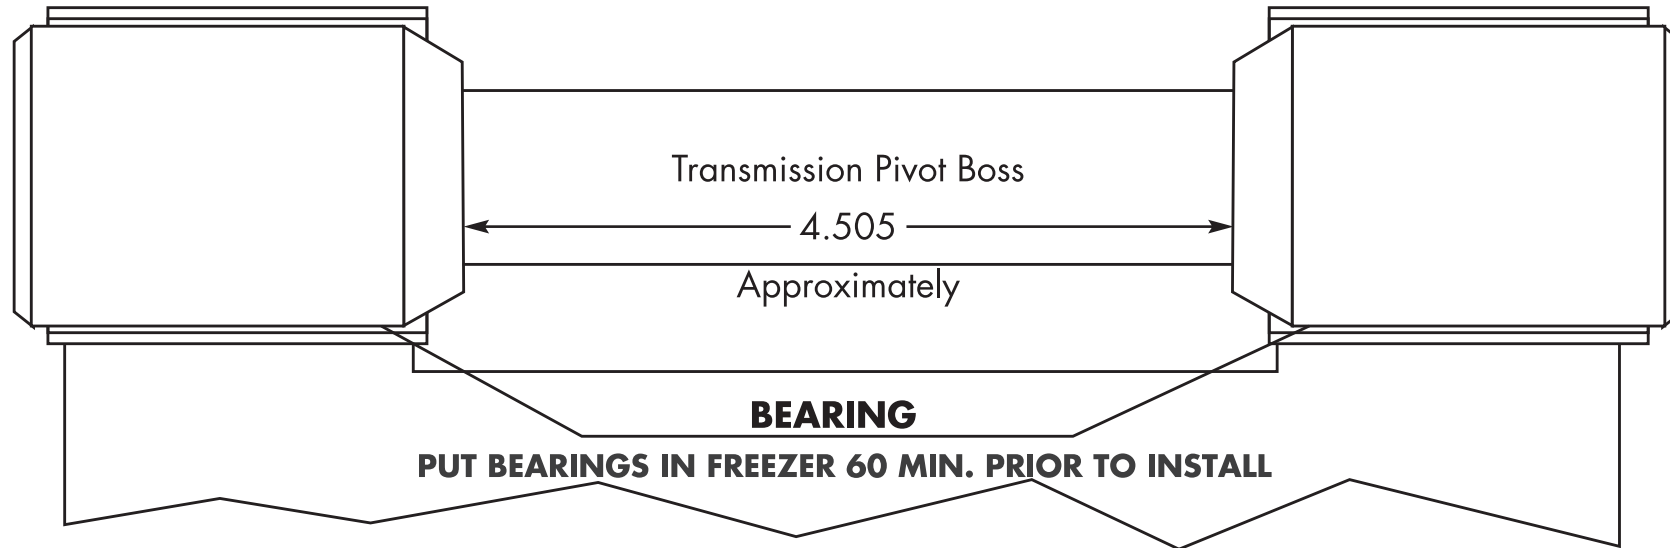 Transmission Pivot Boss
4.505
Approximately
BEARING
PUT BEARINGS IN FREEZER 60 MIN. PRIOR TO INSTALL